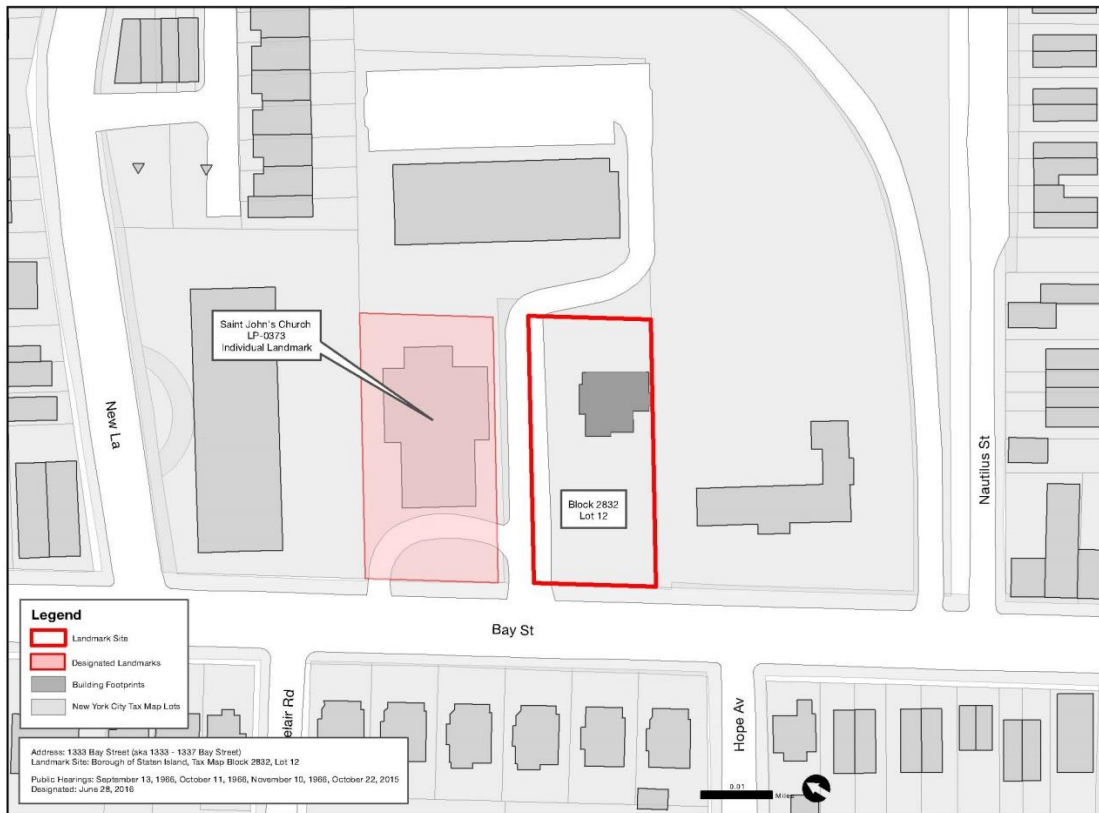 Saint John's Church
LP-0373
Individual Landmark
New La
Block 2832
Lot 12
Nautilus St
Bay St
Hope Av
Legend
Landmark Site
Designated Landmarks
Building Footprints
New York City Tax Map Lots
elair Rd
Address: 1333 Bay Street (aka 1333 - 1337 Bay Street)
Landmark Site: Borough of Staten Island, Tax Map Block 2832, Lot 12
Public Hearings: September 13, 1966, October 11, 1966, November 10, 1966, October 22, 2015
Designated: June 28, 2016
0.01
Miles